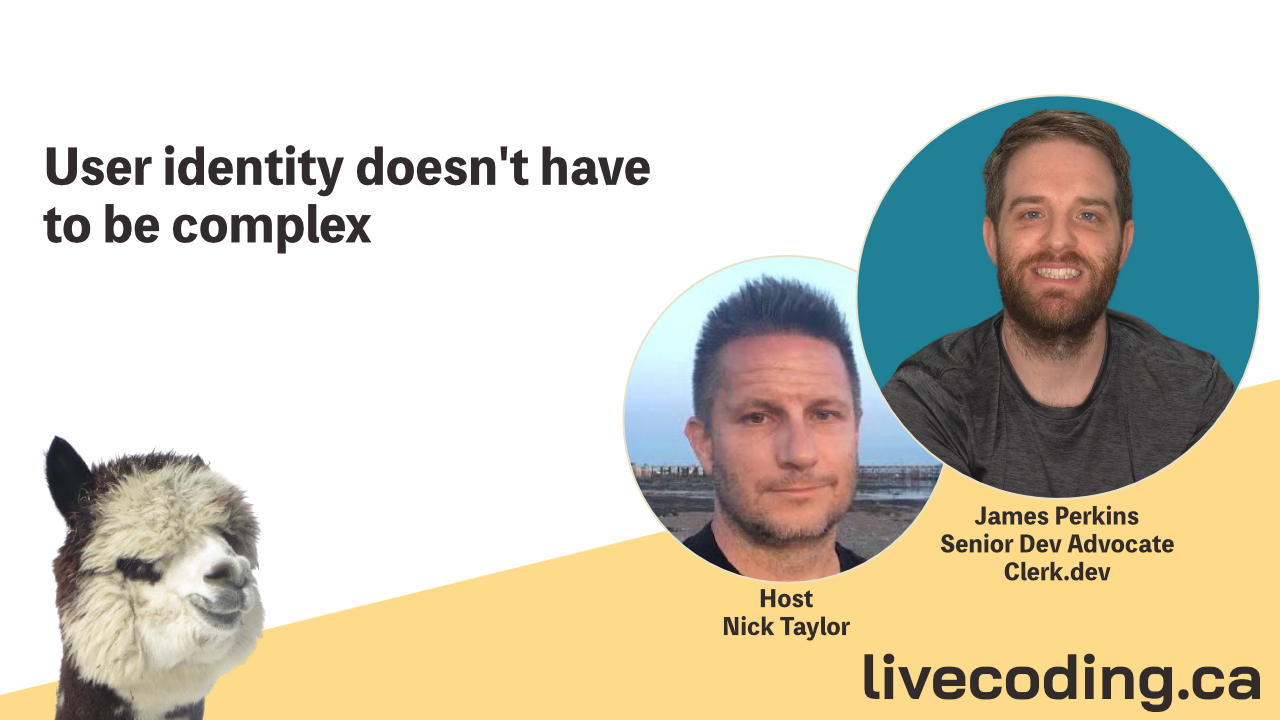 User identity doesn't have
to be complex
James Perkins
Senior Dev Advocate
Clerk.dev
Host
Nick Taylor
livecoding.ca